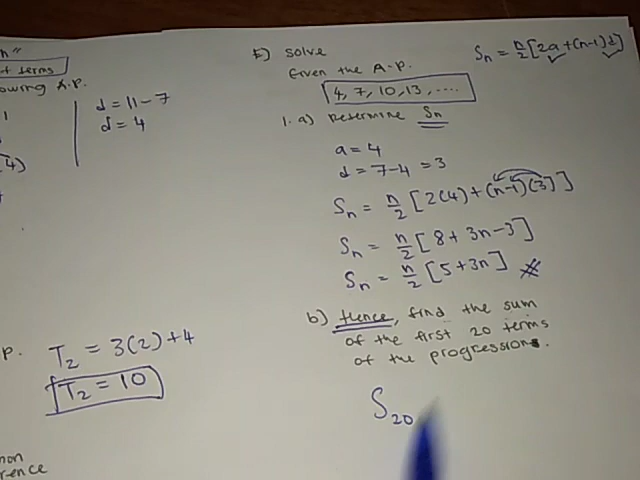 n"
t terms
owing A.P.
1
4)
d = 11 - 7
d = 4
P.
T₂ = 3(2) + 4
T₂ = 10
mon
rence
F) Solve
Given the A.P.
4, 7, 10, 13, ....
1. a) Determine Sn
a = 4
d = 7 - 4 = 3
Sn = n/2 [2(4) + (n-1)(3)]
Sn = n/2 [8 + 3n - 3]
Sn = n/2 [5 + 3n]
b) Hence, find the sum
of the first 20 terms
of the progression.
S₂₀
Sn = n/2 [2a + (n-1)d]